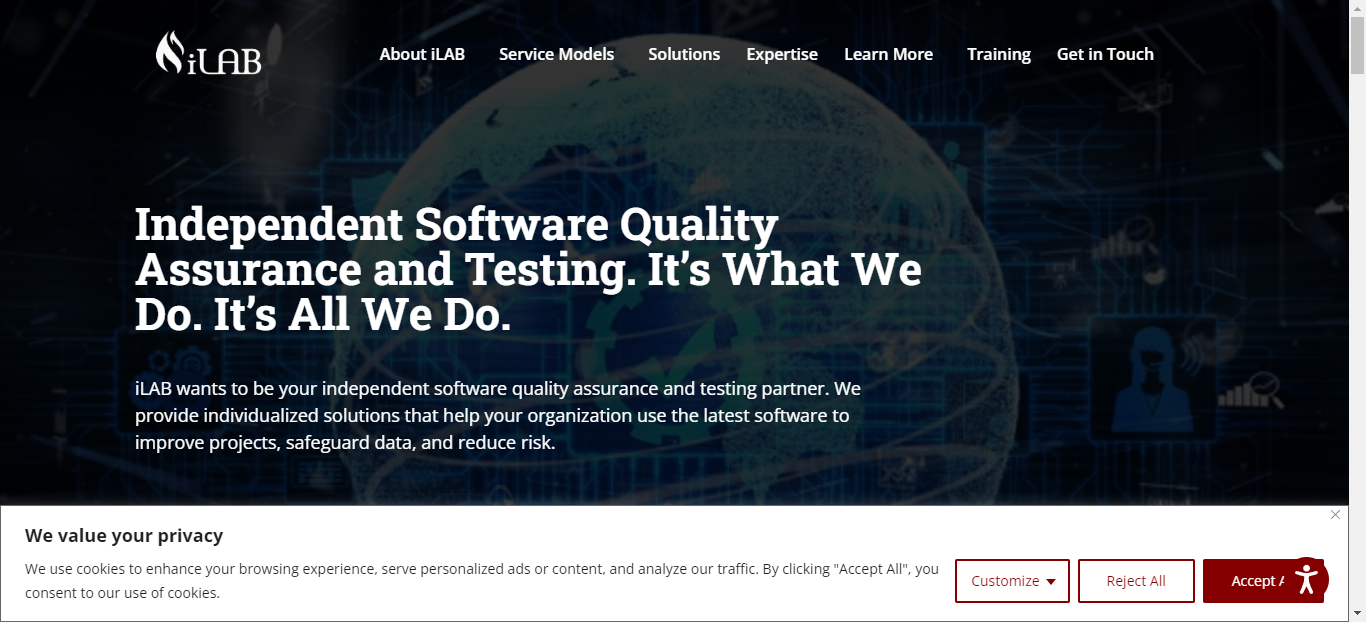 iLAB
About iLAB Service Models Solutions Expertise Learn More Training Get in Touch
Independent Software Quality
Assurance and Testing. It’s What We
Do. It’s All We Do.
iLAB wants to be your independent software quality assurance and testing partner. We
provide individualized solutions that help your organization use the latest software to
improve projects, safeguard data, and reduce risk.
We value your privacy
We use cookies to enhance your browsing experience, serve personalized ads or content, and analyze our traffic. By clicking "Accept All", you
consent to our use of cookies.
Customize
Reject All
Accept